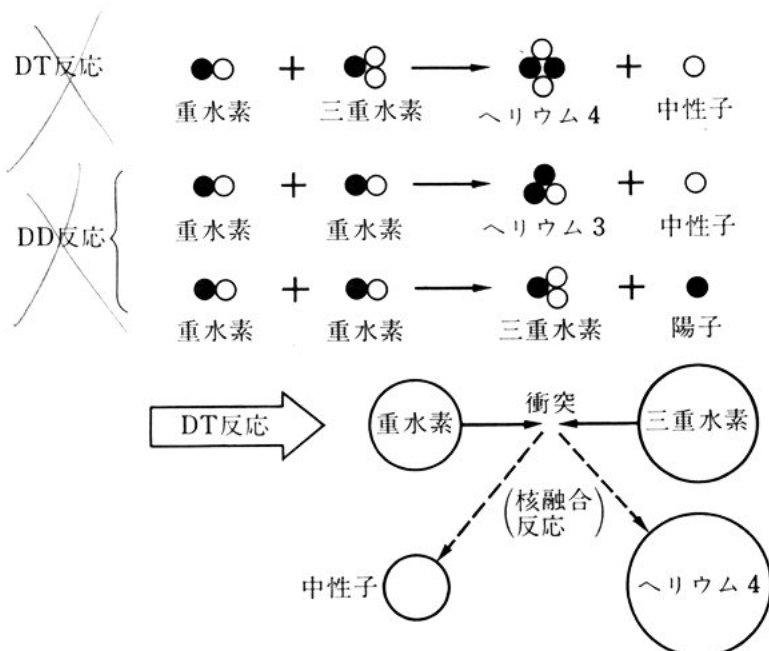 DT反応
+
+
重水素 三重水素 ヘリウム4 中性子
DD反応
+
+
重水素 重水素 ヘリウム3 中性子
+
+
重水素 重水素 三重水素 陽子
DT反応
重水素
衝突
三重水素
(核融合
反応)
中性子
ヘリウム4